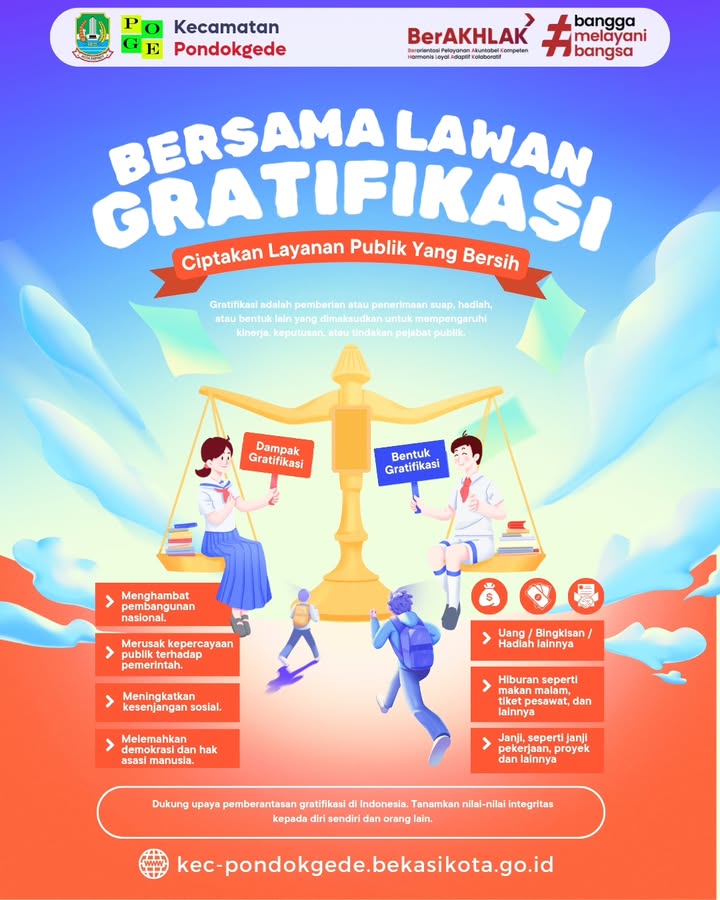 PO
GE
Kecamatan
Pondokgede
BerAKHLAK
Berorientasi Pelayanan Akuntabel Kompeten
Harmonis Loyal Adaptif Kolaboratif
#bangga
melayani
bangsa
BERSAMA LAWAN
GRATIFIKASI
Ciptakan Layanan Publik Yang Bersih
Gratifikasi adalah pemberian atau penerimaan suap, hadiah,
atau bentuk lain yang dimaksudkan untuk mempengaruhi
kinerja, keputusan, atau tindakan pejabat publik.
Dampak
Gratifikasi
Bentuk
Gratifikasi
Menghambat
pembangunan
nasional.
Merusak kepercayaan
publik terhadap
pemerintah.
Meningkatkan
kesenjangan sosial.
Melemahkan
demokrasi dan hak
asasi manusia.
Uang / Bingkisan /
Hadiah lainnya
Hiburan seperti
makan malam,
tiket pesawat, dan
lainnya
Janji, seperti janji
pekerjaan, proyek
dan lainnya
Dukung upaya pemberantasan gratifikasi di Indonesia. Tanamkan nilai-nilai integritas
kepada diri sendiri dan orang lain.
kec-pondokgede.bekasikota.go.id